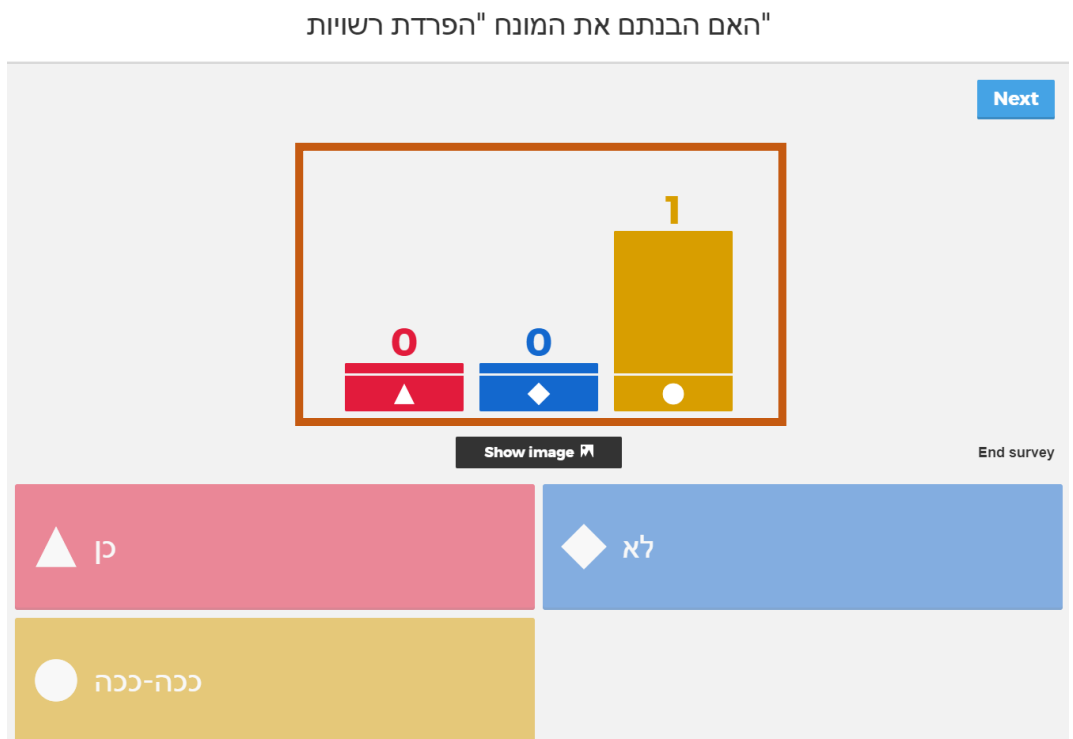 האם הבנתם את המונח "הפרדת רשויות"
Next
1
0
0
Show image
End survey
כן
לא
ככה-ככה